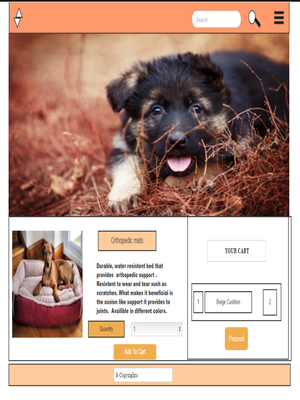 Search
Orthopedic mats
Durable, water resistent bed that
provides orthopedic support .
Resistent to wear and tear such as
scratches. What makes it beneficial is
the cusion like support it provides to
joints. Availible in different colors.
Quantity
1
Add To Cart
YOUR CART
1
Beige Cushion
2
Proceed
© Copyrights